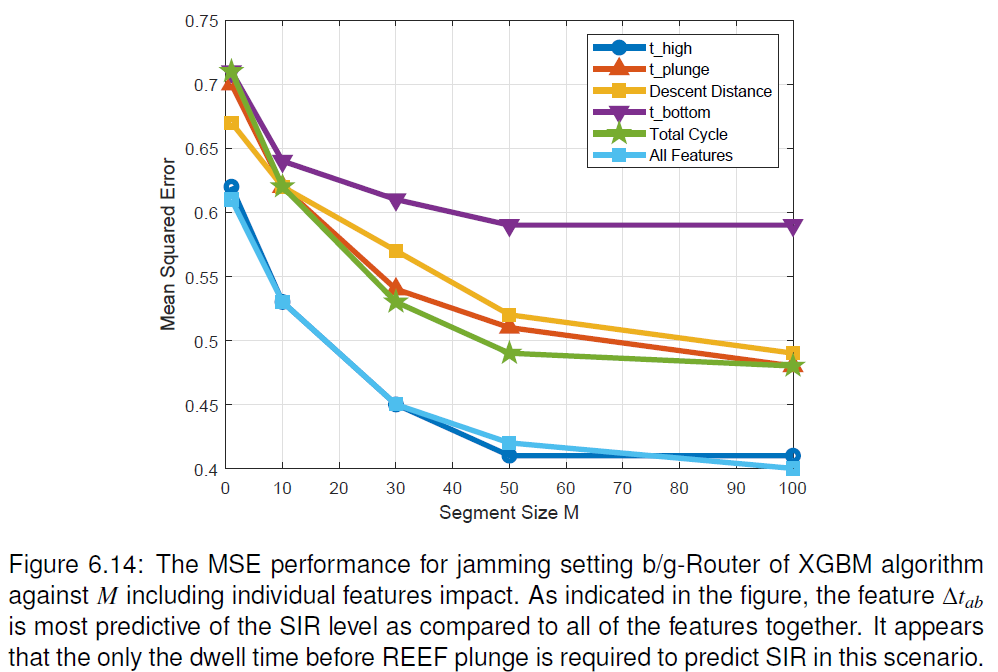 0.75
0.7
0.65
0.6
0.55
0.5
0.45
0.4
Mean Squared Error
0 10 20 30 40 50 60 70 80 90 100
Segment Size M
t_high
t_plunge
Descent Distance
t_bottom
Total Cycle
All Features
Figure 6.14: The MSE performance for jamming setting b/g-Router of XGBM algorithm
against M including individual features impact. As indicated in the figure, the feature Δtab
is most predictive of the SIR level as compared to all of the features together. It appears
that the only the dwell time before REEF plunge is required to predict SIR in this scenario.